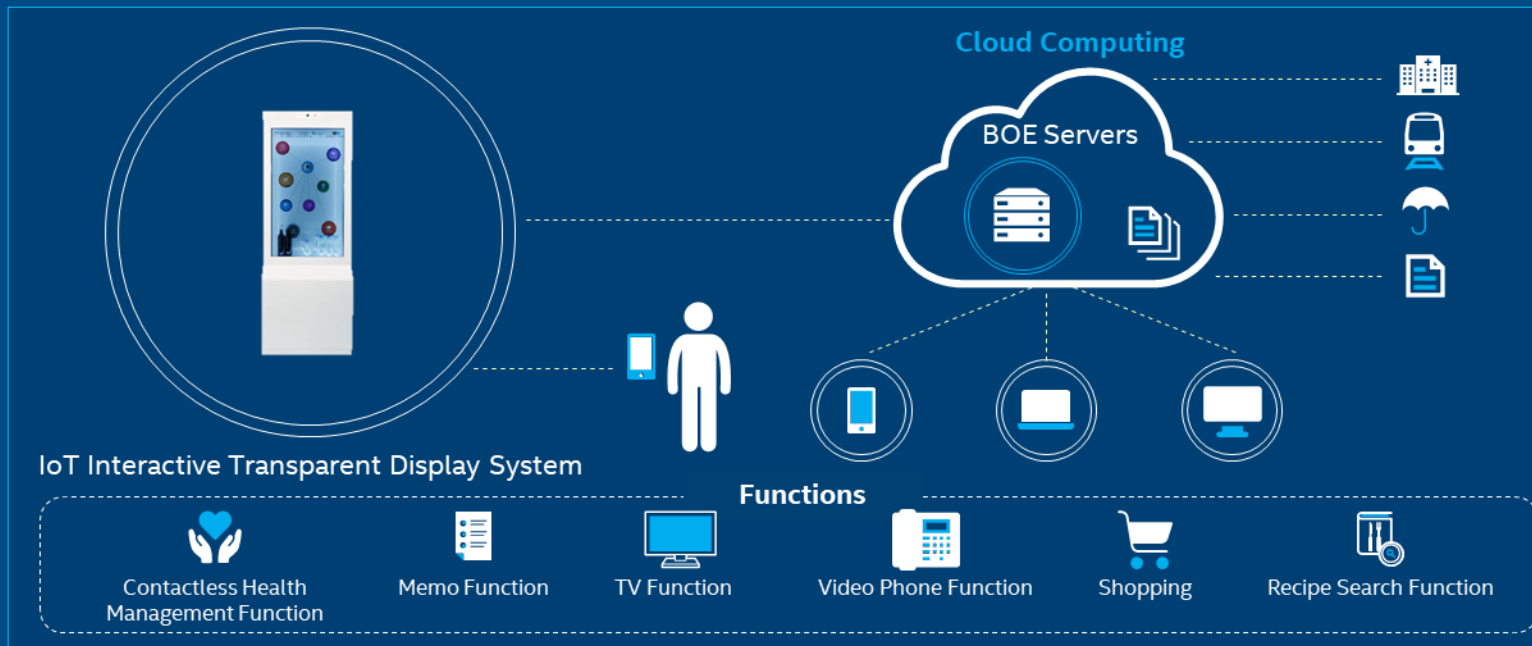 Cloud Computing
BOE Servers
IoT Interactive Transparent Display System
Functions
Contactless Health
Management Function
Memo Function
TV Function
Video Phone Function
Shopping
Recipe Search Function